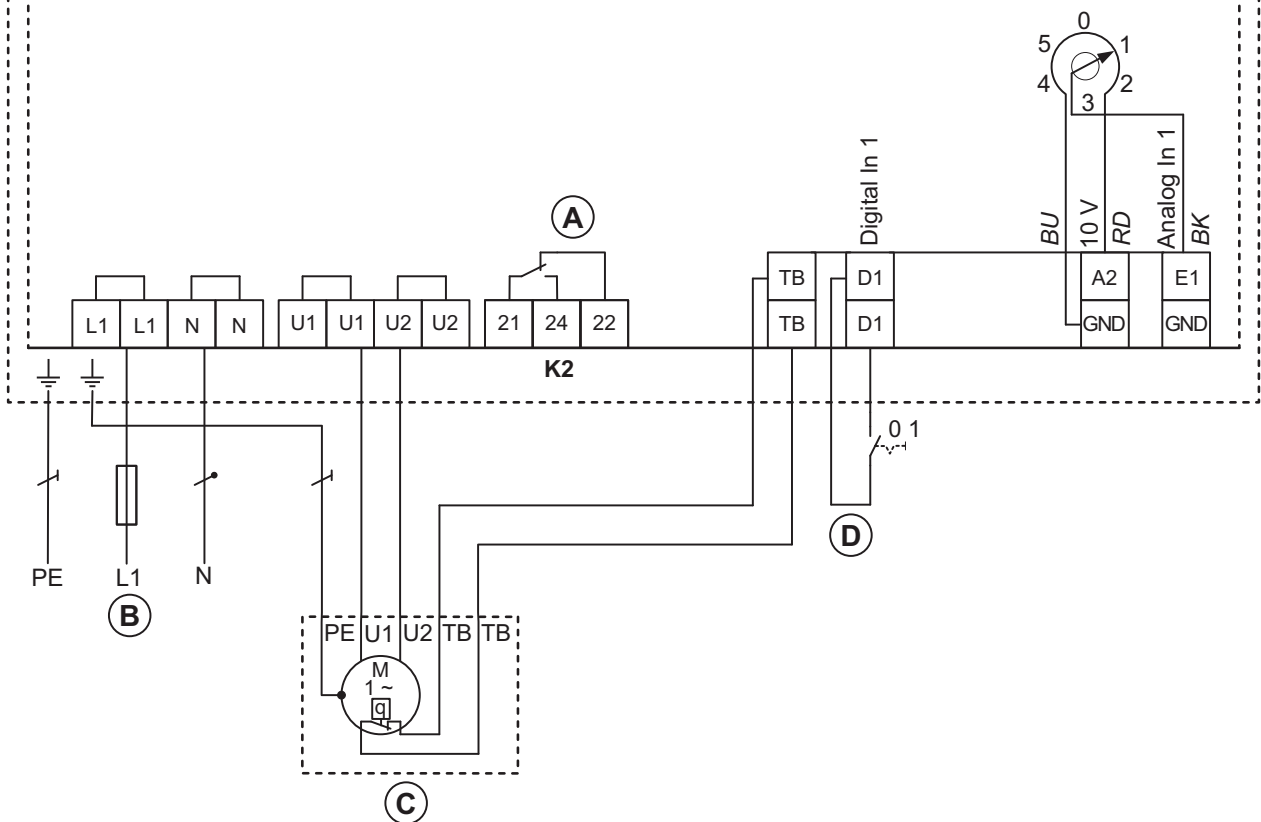 0
5 1
4 2
3
Digital In 1
BU
10 V
RD
Analog In 1
BK
A
L1 L1 N N U1 U1 U2 U2 21 24 22
TB D1 A2 E1
TB D1 GND GND
K2
0 1
D
PE L1 N
B
PE U1 U2 TB TB
M
1 ~
q
C